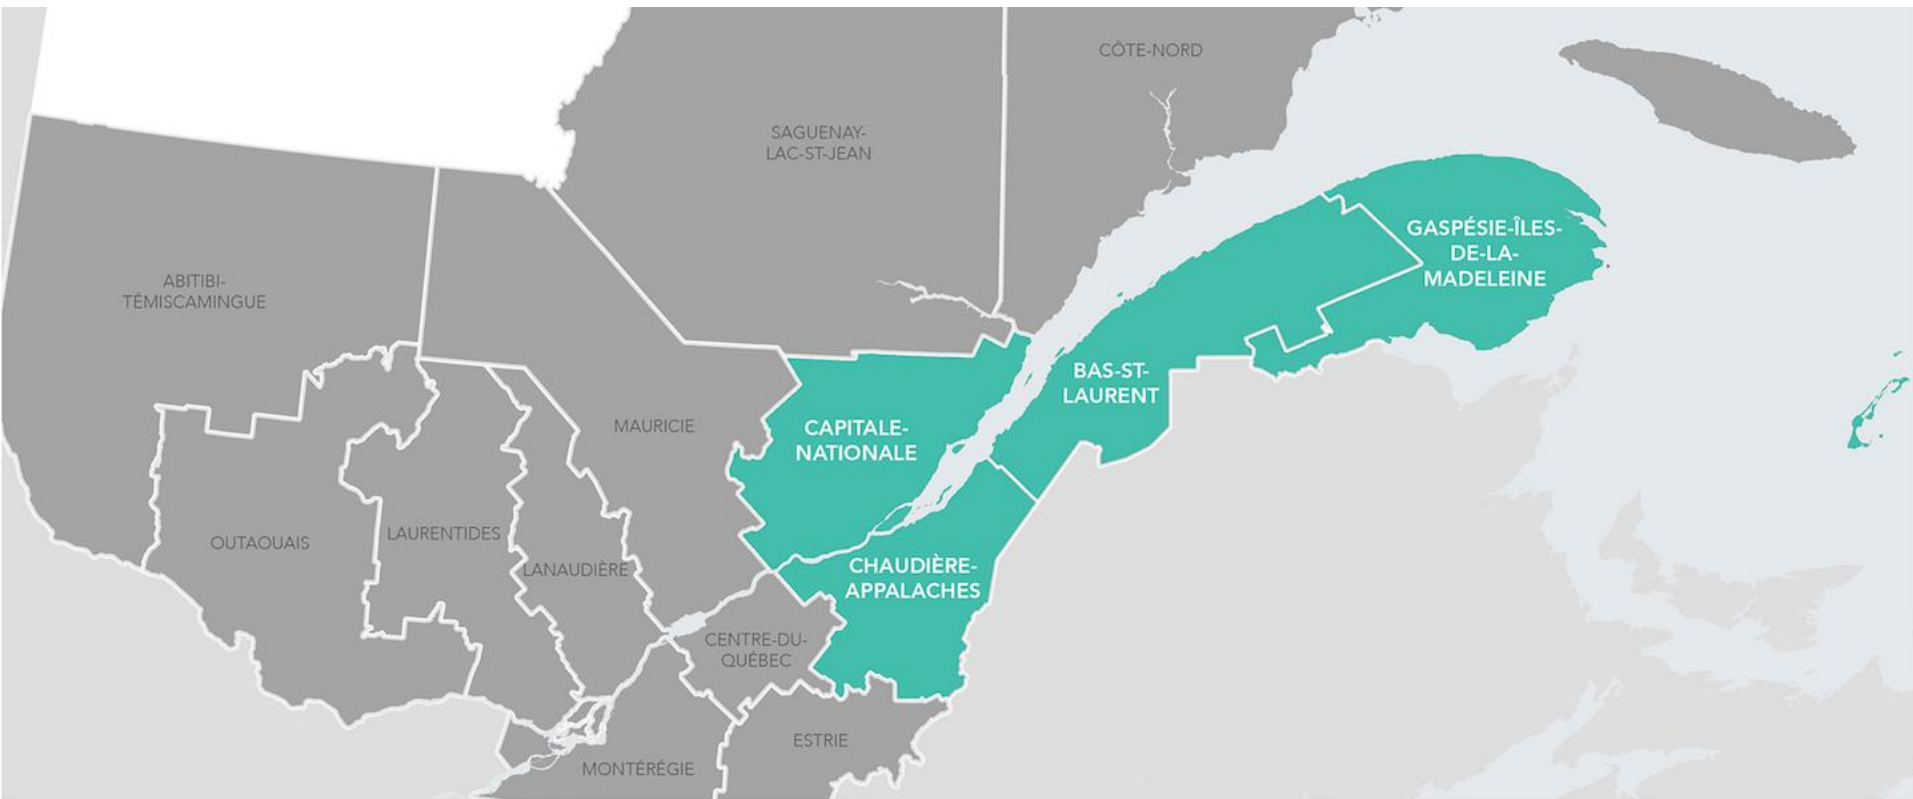 CÔTE-NORD
SAGUENAY-
LAC-ST-JEAN
GASPÉSIE-ÎLES-
DE-LA-
MADELEINE
ABITIBI-
TÉMISCAMINGUE
BAS-ST-
LAURENT
MAURICIE
CAPITALE-
NATIONALE
OUTAOUAIS
LAURENTIDES
LANAUDIÈRE
CHAUDIÈRE-
APPALACHES
CENTRE-DU-
QUÉBEC
ESTRIE
MONTÉRÉGIE